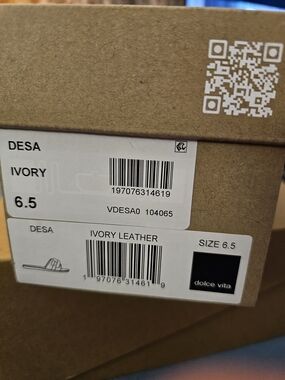 DESA
IVORY
197076314619
6.5
VDESA0 104065
DESA
IVORY LEATHER
SIZE 6.5
1 97076 31461 9
dolce vita